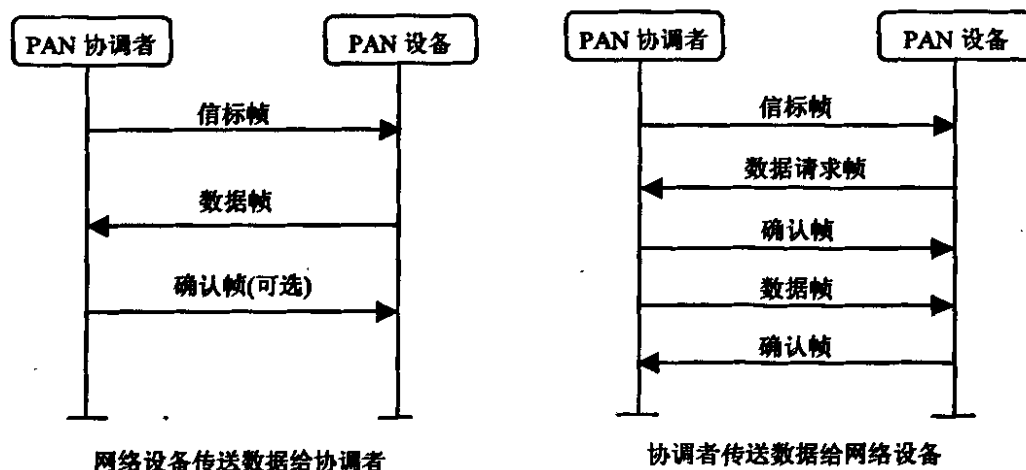 PAN 协调者
PAN 设备
信标帧
数据帧
确认帧(可选)
网络设备传送数据给协调者
PAN 协调者
PAN 设备
信标帧
数据请求帧
确认帧
数据帧
确认帧
协调者传送数据给网络设备